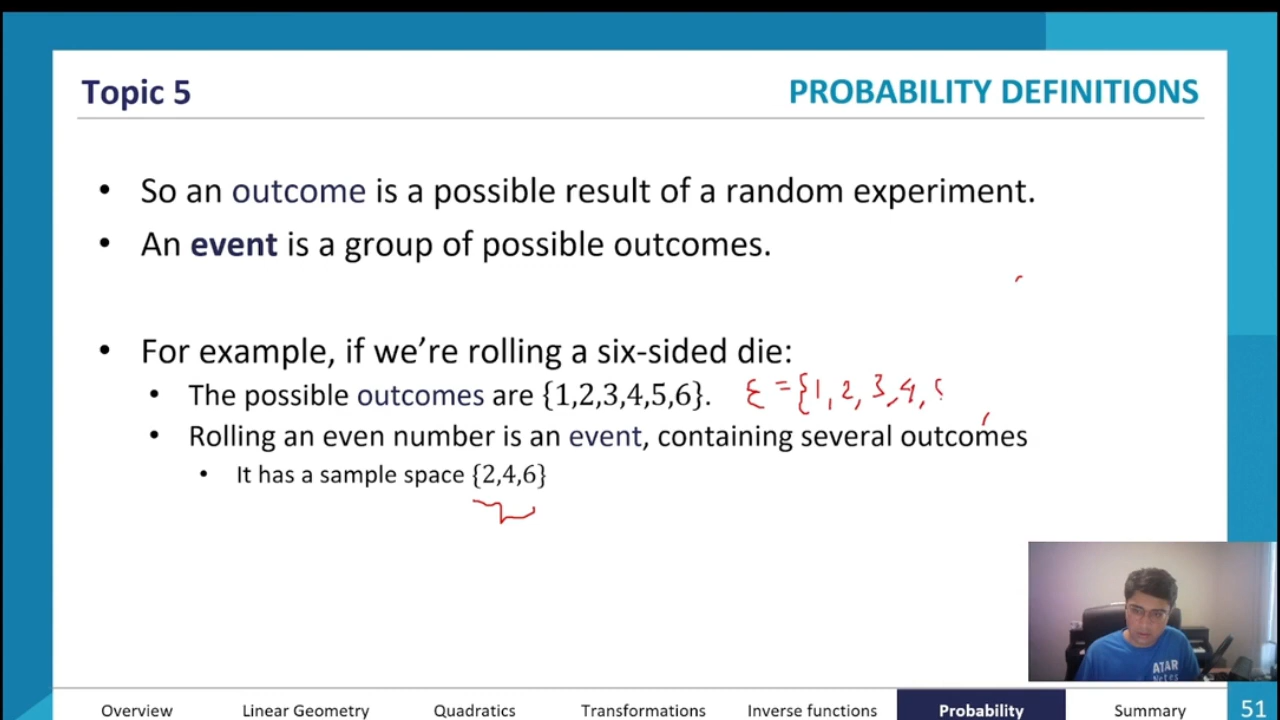 Topic 5
PROBABILITY DEFINITIONS
• So an outcome is a possible result of a random experiment.
• An event is a group of possible outcomes.
• For example, if we’re rolling a six-sided die:
• The possible outcomes are {1,2,3,4,5,6}. ε = {1, 2, 3, 4,
• Rolling an even number is an event, containing several outcomes
• It has a sample space {2,4,6}
ATAR
Notes
Overview
Linear Geometry
Quadratics
Transformations
Inverse functions
Probability
Summary
51